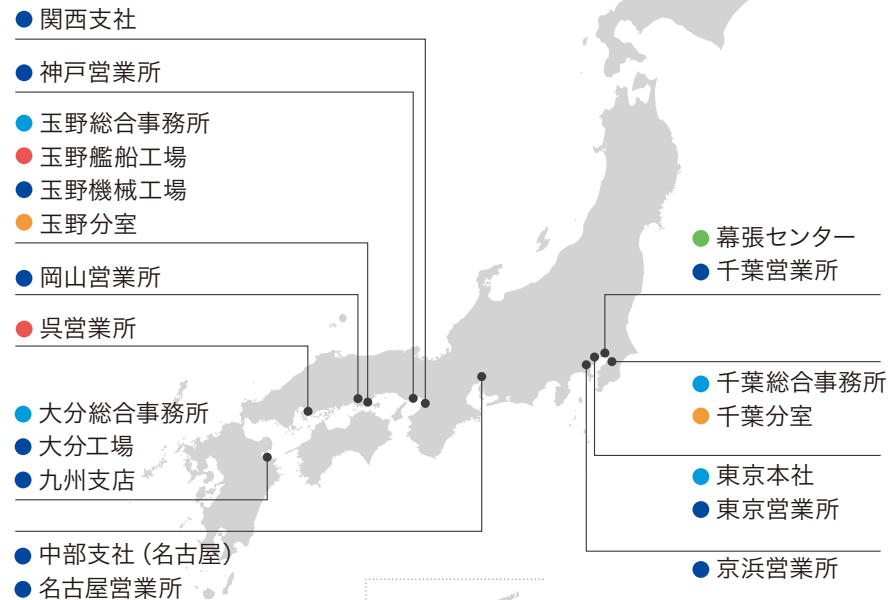 関西支社
神戸営業所
玉野総合事務所
玉野艦船工場
玉野機械工場
玉野分室
岡山営業所
呉営業所
大分総合事務所
大分工場
九州支店
中部支社（名古屋）
名古屋営業所
幕張センター
千葉営業所
千葉総合事務所
千葉分室
東京本社
東京営業所
京浜営業所